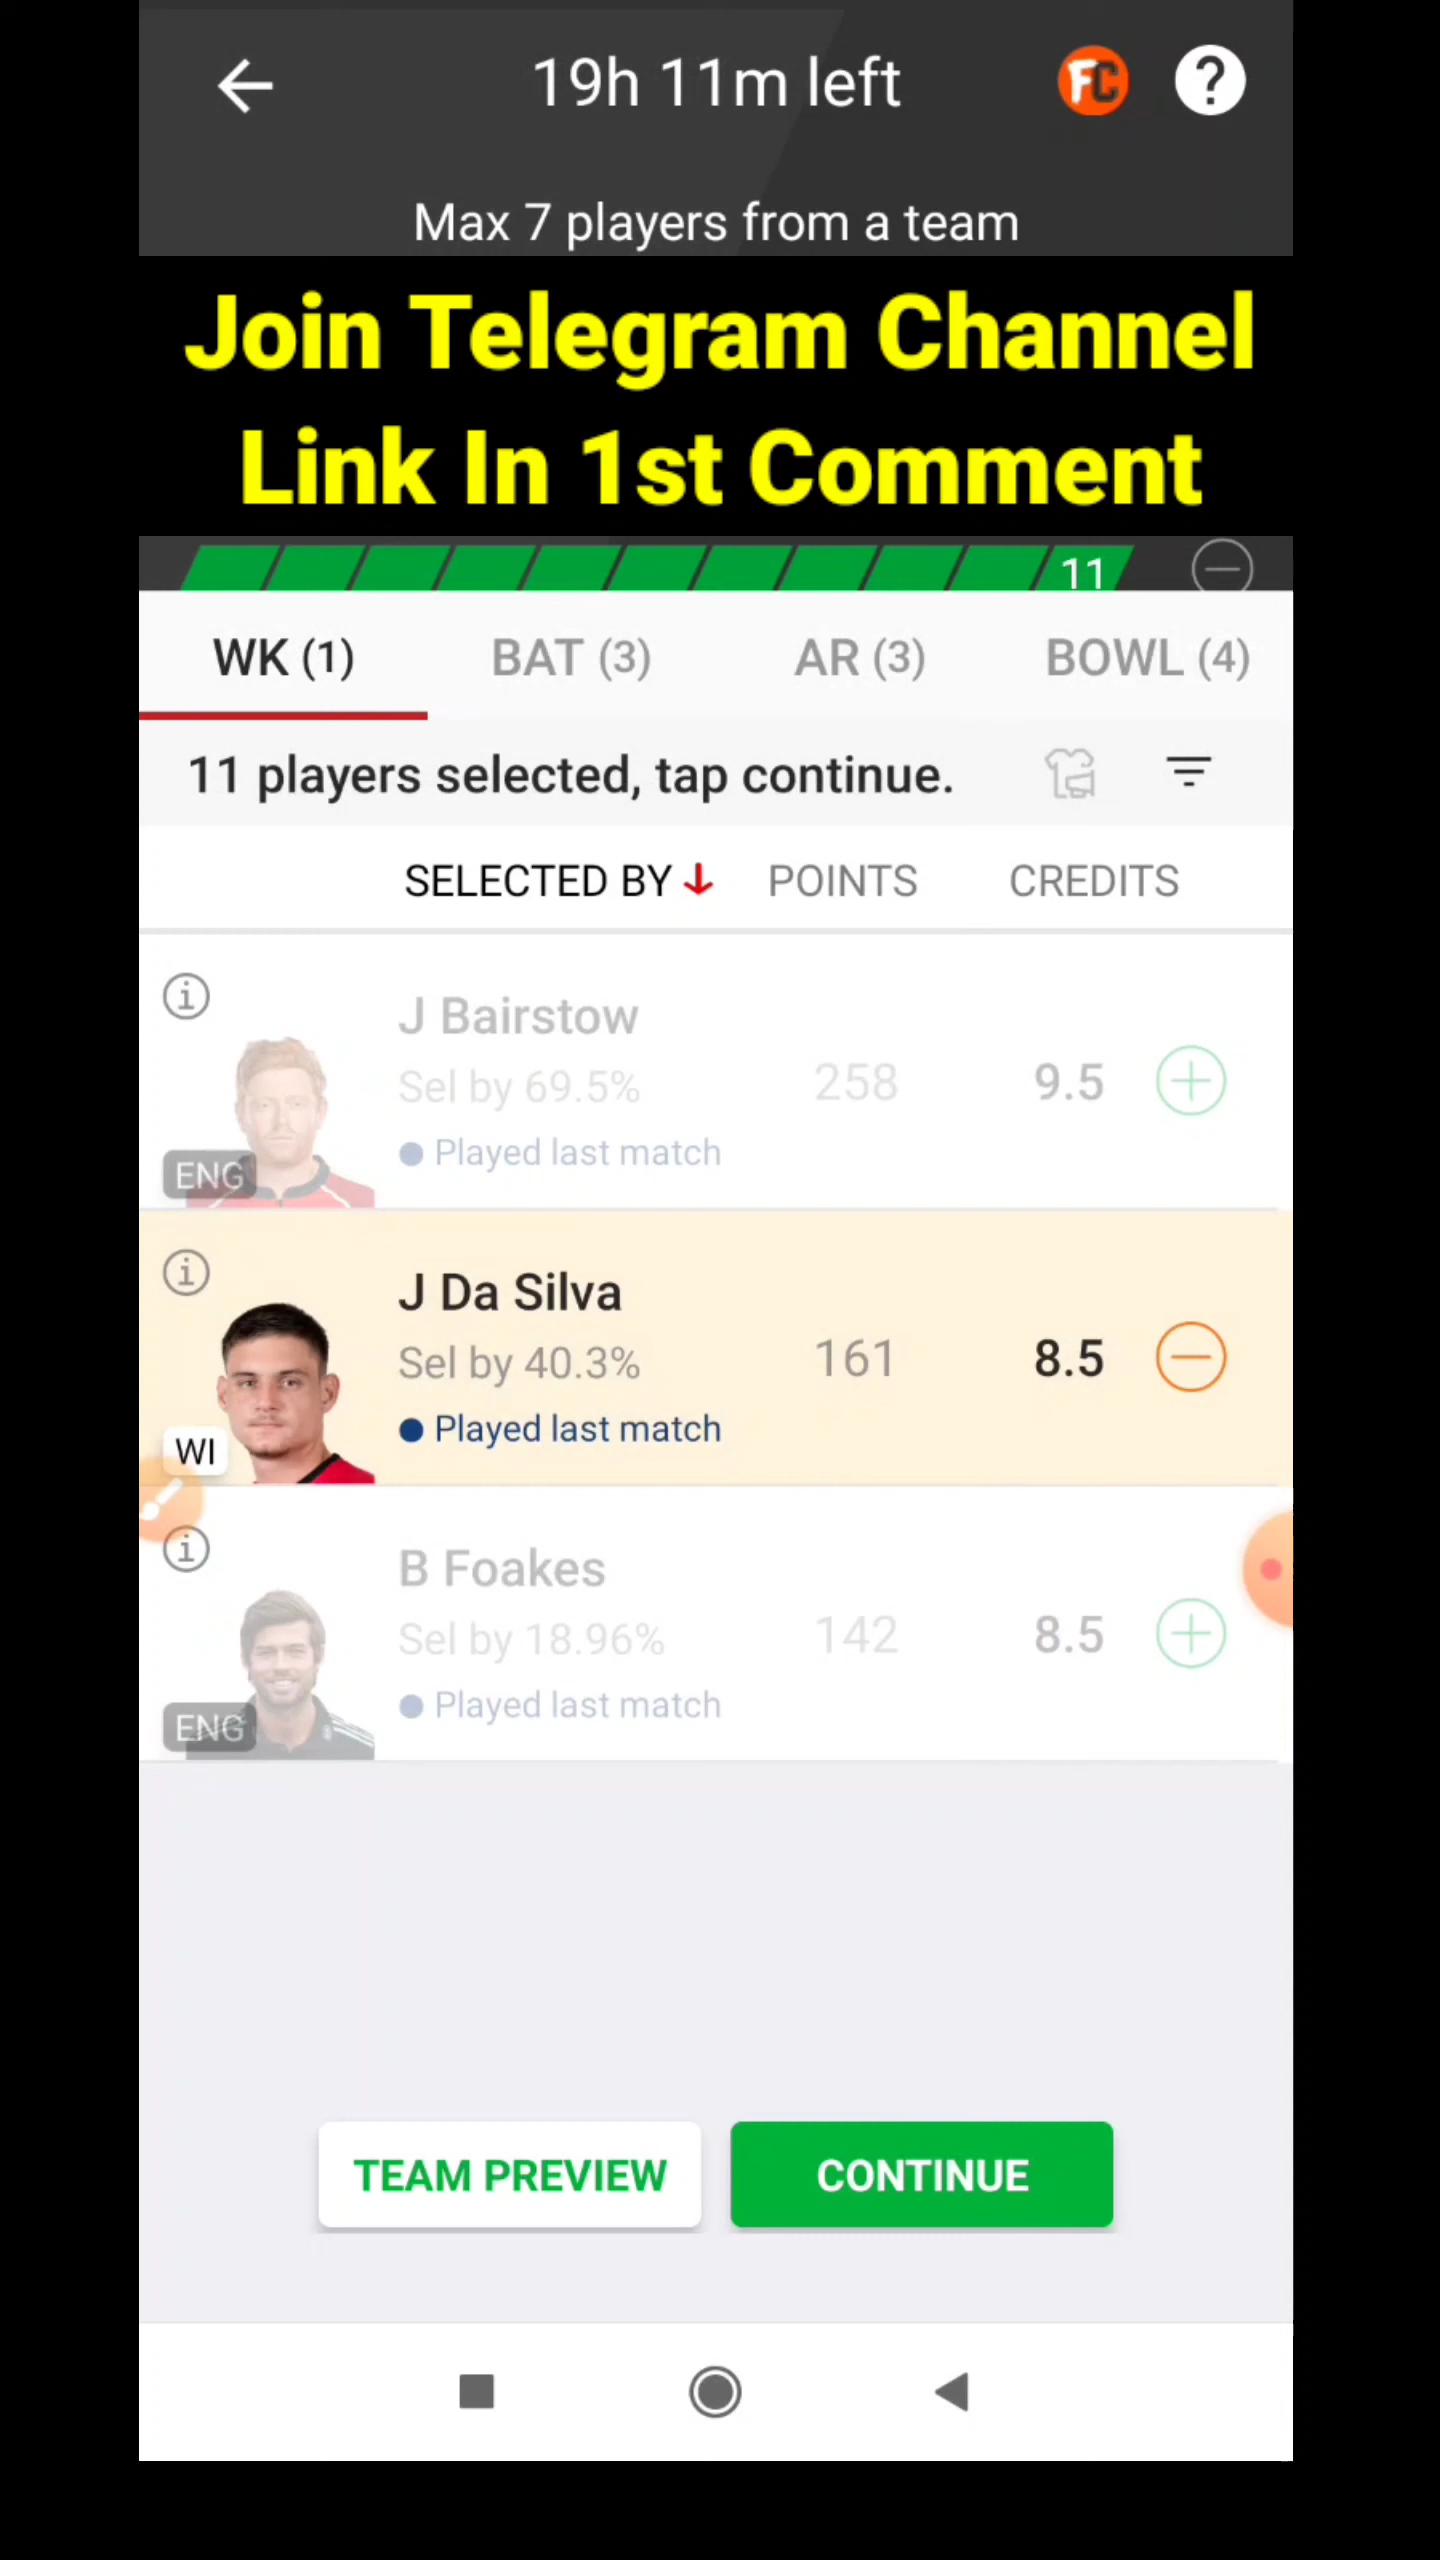 19h 11m left
FC
?
Max 7 players from a team
Join Telegram Channel
Link In 1st Comment
11
WK (1) BAT (3) AR (3) BOWL (4)
11 players selected, tap continue.
SELECTED BY POINTS CREDITS
J Bairstow
Sel by 69.5% 258 9.5
Played last match
ENG
J Da Silva
Sel by 40.3% 161 8.5
Played last match
WI
B Foakes
Sel by 18.96% 142 8.5
Played last match
ENG
TEAM PREVIEW CONTINUE